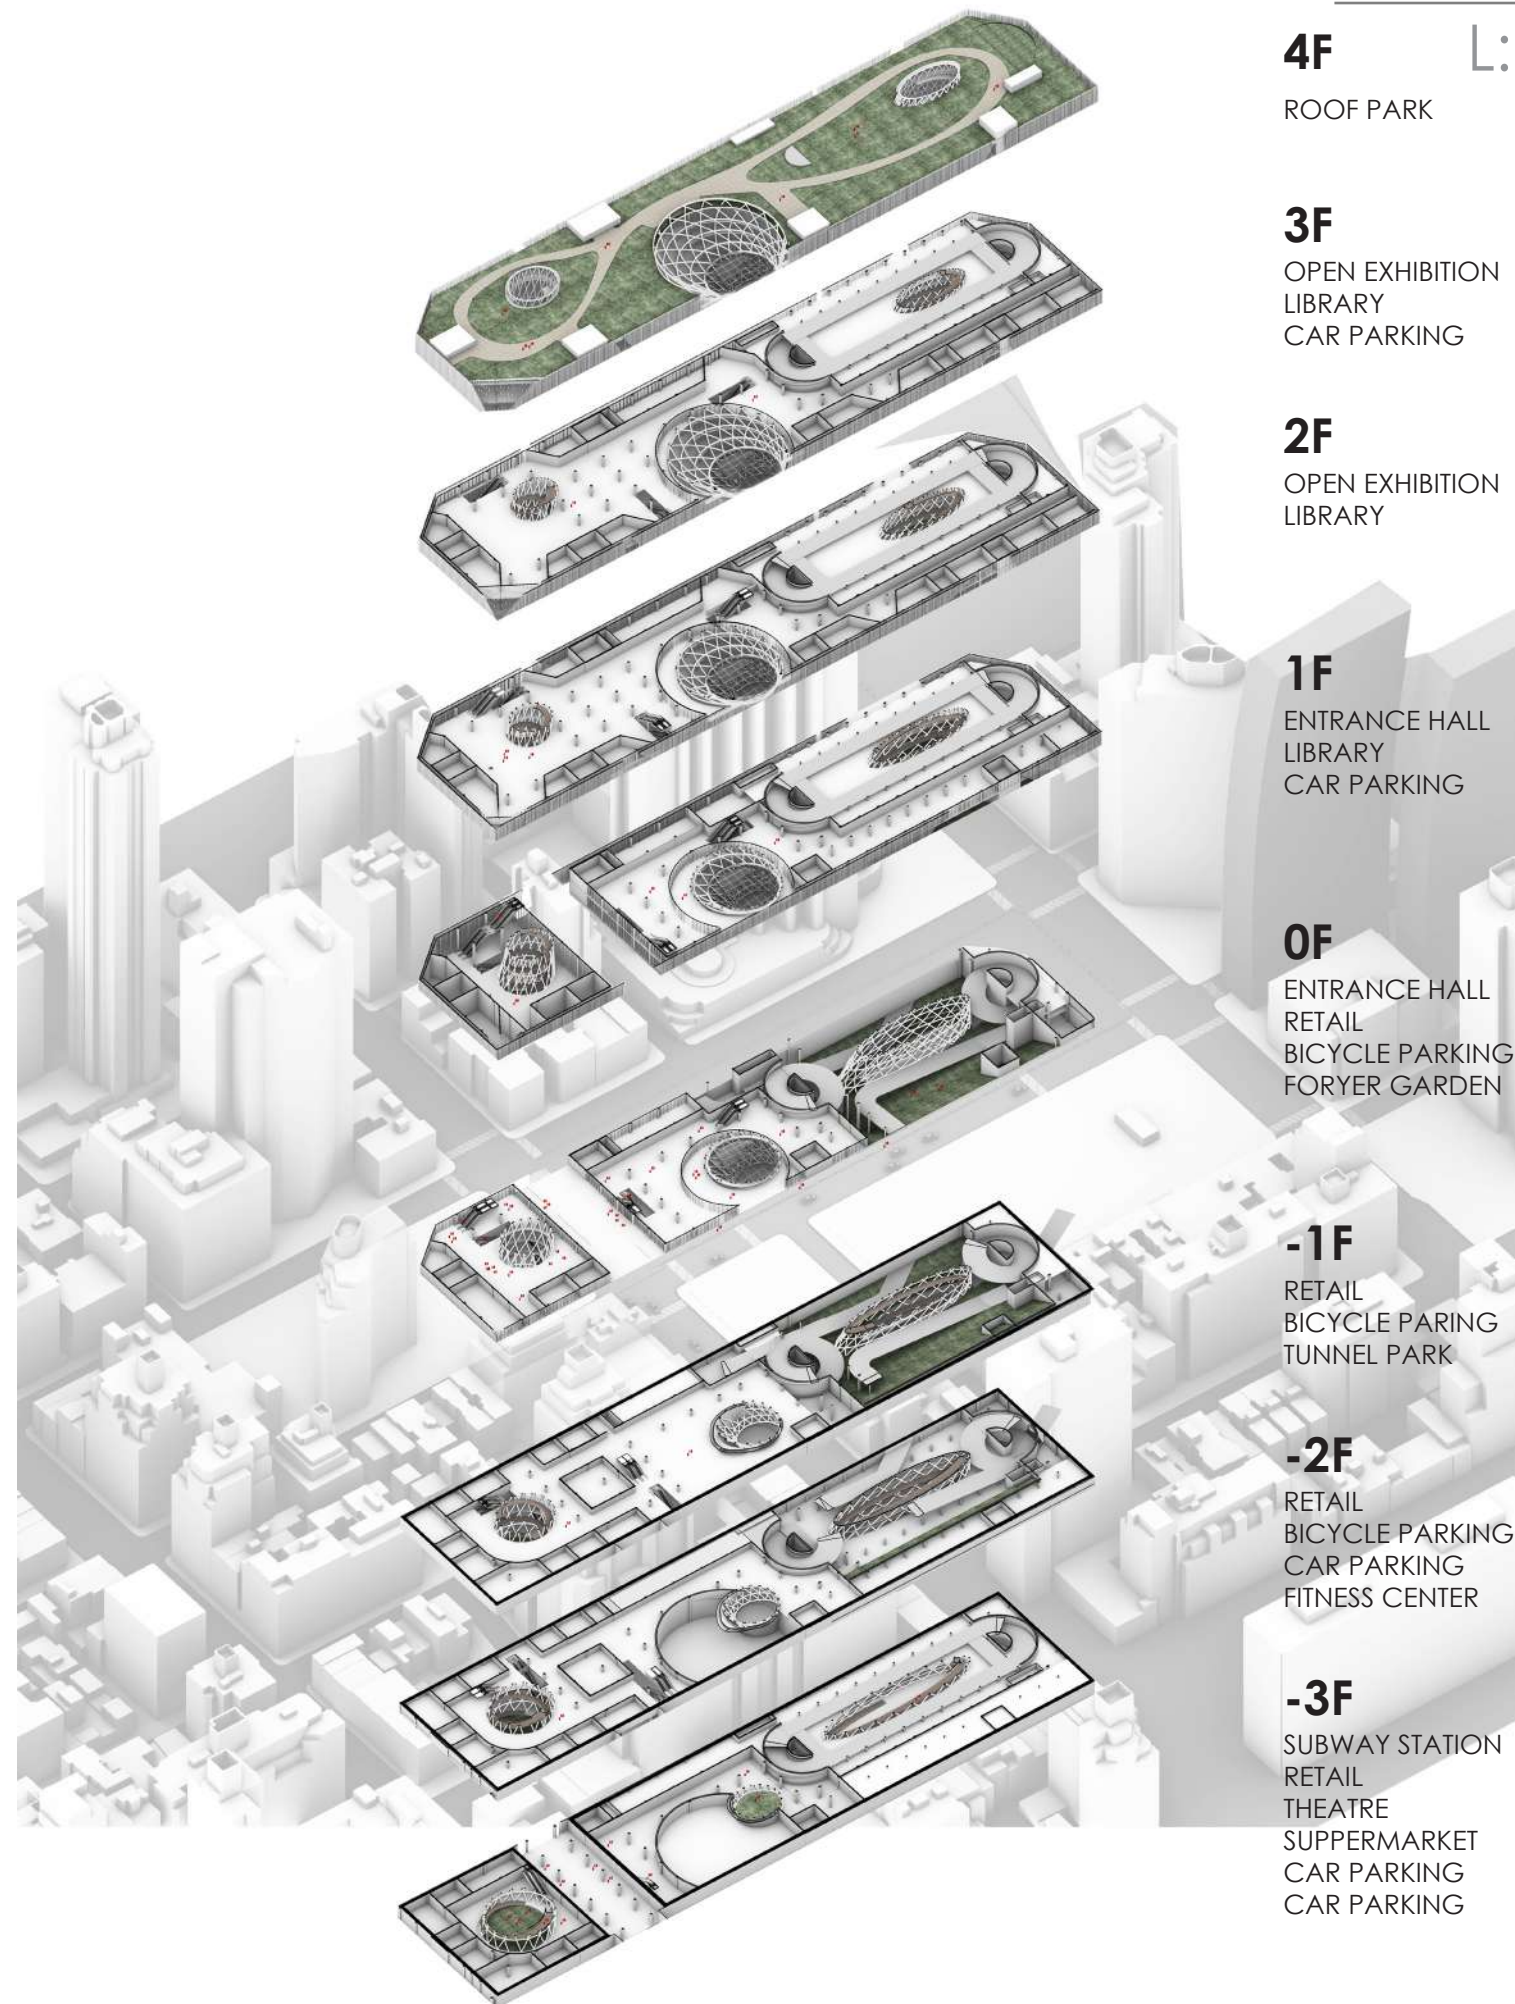 4F
L:
ROOF PARK
3F
OPEN EXHIBITION
LIBRARY
CAR PARKING
2F
OPEN EXHIBITION
LIBRARY
1F
ENTRANCE HALL
LIBRARY
CAR PARKING
0F
ENTRANCE HALL
RETAIL
BICYCLE PARKING
FORYER GARDEN
-1F
RETAIL
BICYCLE PARING
TUNNEL PARK
-2F
RETAIL
BICYCLE PARKING
CAR PARKING
FITNESS CENTER
-3F
SUBWAY STATION
RETAIL
THEATRE
SUPPERMARKET
CAR PARKING
CAR PARKING